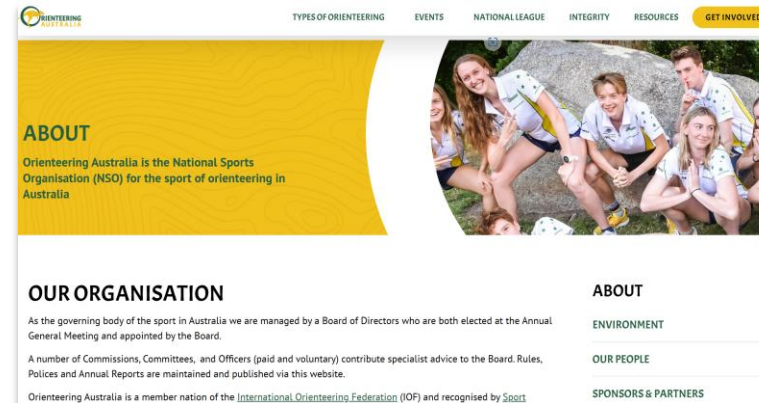 ORIENTEERING
AUSTRALIA
TYPES OF ORIENTEERING
EVENTS
NATIONAL LEAGUE
INTEGRITY
RESOURCES
GET INVOLVED
ABOUT
Orienteering Australia is the National Sports
Organisation (NSO) for the sport of orienteering in
Australia
OUR ORGANISATION
As the governing body of the sport in Australia we are managed by a Board of Directors who are both elected at the Annual
General Meeting and appointed by the Board.
A number of Commissions, Committees, and Officers (paid and voluntary) contribute specialist advice to the Board. Rules,
Polices and Annual Reports are maintained and published via this website.
Orienteering Australia is a member nation of the International Orienteering Federation (IOF) and recognised by Sport
ABOUT
ENVIRONMENT
OUR PEOPLE
SPONSORS & PARTNERS